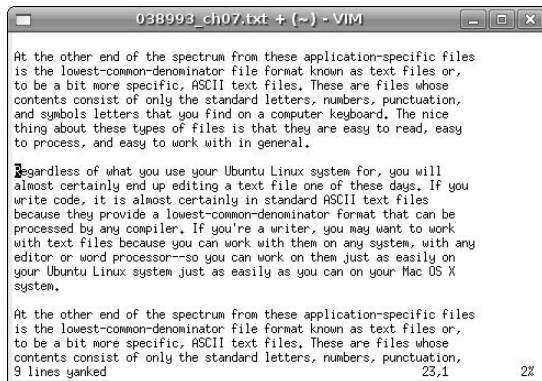 038993_ch07.txt + (~) - VIM
At the other end of the spectrum from these application-specific files
is the lowest-common-denominator file format known as text files or,
to be a bit more specific, ASCII text files. These are files whose
contents consist of only the standard letters, numbers, punctuation,
and symbols letters that you find on a computer keyboard. The nice
thing about these types of files is that they are easy to read, easy
to process, and easy to work with in general.
Regardless of what you use your Ubuntu Linux system for, you will
almost certainly end up editing a text file one of these days. If you
write code, it is almost certainly in standard ASCII text files
because they provide a lowest-common-denominator format that can be
processed by any compiler. If you're a writer, you may want to work
with text files because you can work with them on any system, with any
editor or word processor--so you can work on them just as easily on
your Ubuntu Linux system just as easily as you can on your Mac OS X
system.
At the other end of the spectrum from these application-specific files
is the lowest-common-denominator file format known as text files or,
to be a bit more specific, ASCII text files. These are files whose
contents consist of only the standard letters, numbers, punctuation,
9 lines yanked 23,1 2%